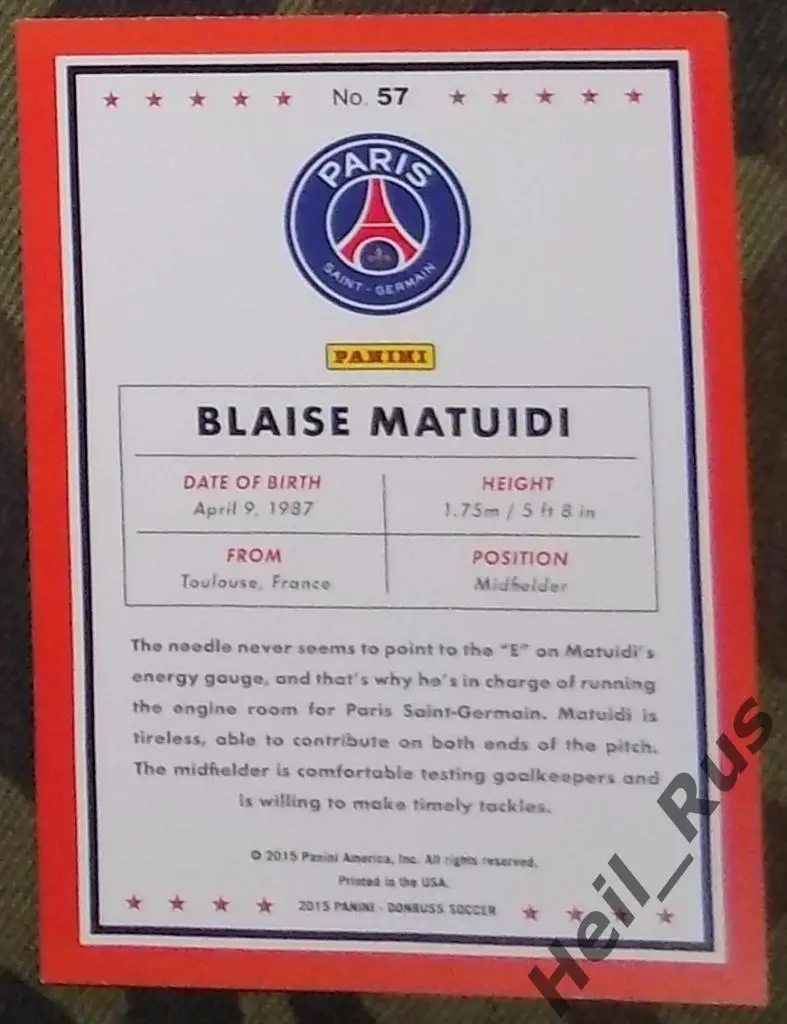 No. 57
PARIS
SAINT-GERMAIN
PANINI
BLAISE MATUIDI
DATE OF BIRTH
April 9, 1987
HEIGHT
1.75m / 5 ft 8 in
FROM
Toulouse, France
POSITION
Midfielder
The needle never seems to point to the "E" on Matuidi's
energy gauge, and that's why he's in charge of running
the engine room for Paris Saint-Germain. Matuidi is
tireless, able to contribute on both ends of the pitch.
The midfielder is comfortable testing goalkeepers and
is willing to make timely tackles.
© 2015 Panini America, Inc. All rights reserved.
Printed in the USA.
2015 PANINI - DONRUSS SOCCER
Heil_Rus